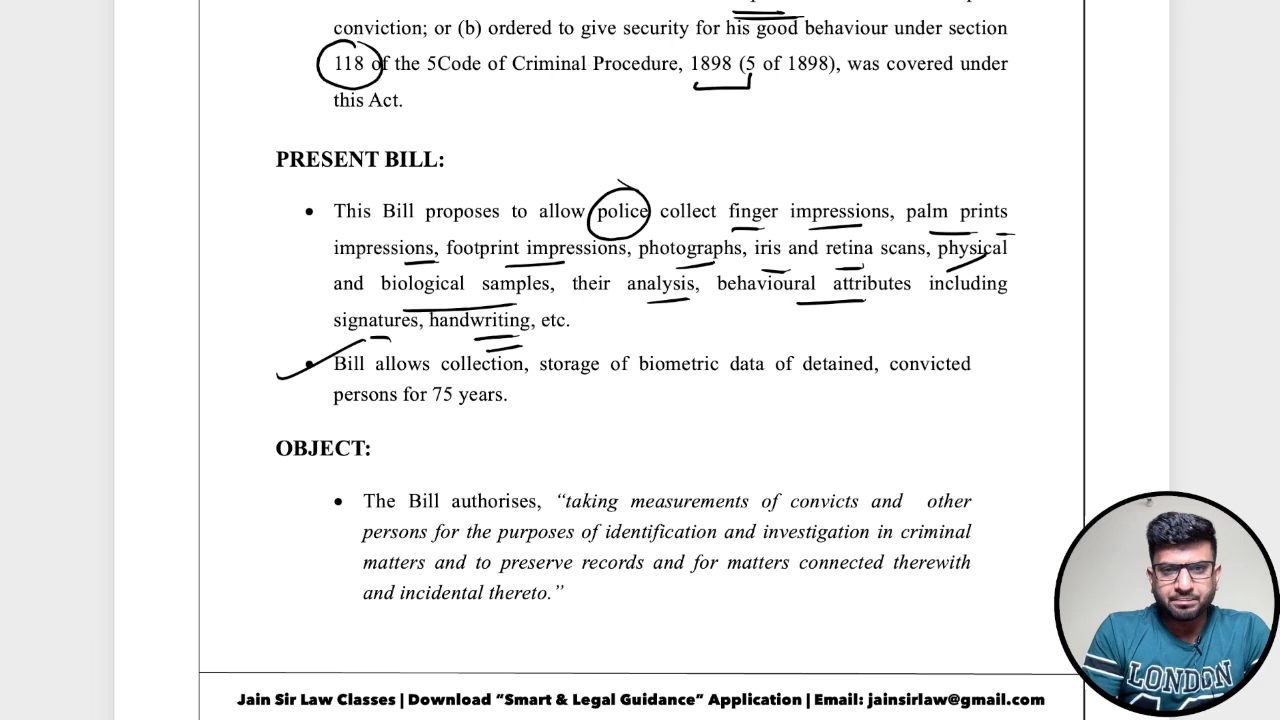 conviction; or (b) ordered to give security for his good behaviour under section
118 of the 5Code of Criminal Procedure, 1898 (5 of 1898), was covered under
this Act.
PRESENT BILL:
• This Bill proposes to allow police collect finger impressions, palm prints
impressions, footprint impressions, photographs, iris and retina scans, physical
and biological samples, their analysis, behavioural attributes including
signatures, handwriting, etc.
• Bill allows collection, storage of biometric data of detained, convicted
persons for 75 years.
OBJECT:
• The Bill authorises, “taking measurements of convicts and other
persons for the purposes of identification and investigation in criminal
matters and to preserve records and for matters connected therewith
and incidental thereto.”
LONDON
Jain Sir Law Classes | Download “Smart & Legal Guidance” Application | Email: jainsirlaw@gmail.com